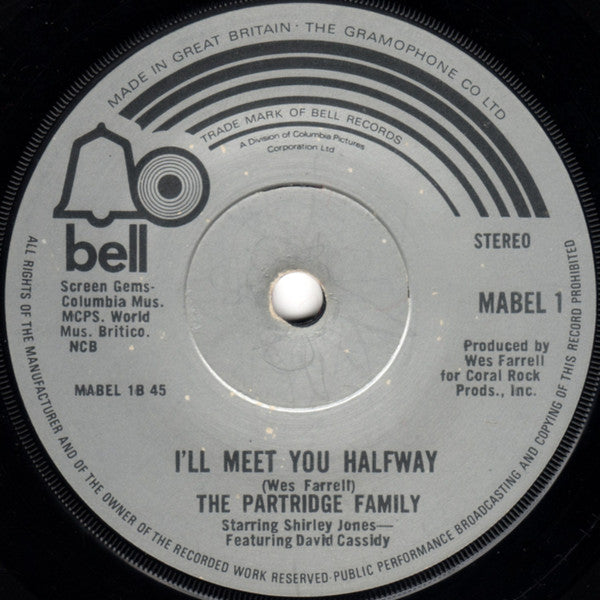 MADE IN GREAT BRITAIN · THE GRAMOPHONE CO LTD
TRADE MARK OF BELL RECORDS
A Division of Columbia Pictures
Corporation Ltd
bell
STEREO
Screen Gems-
Columbia Mus.
MCPS. World
Mus. Britico.
NCB
MABEL 1
Produced by
Wes Farrell
for Coral Rock
Prods., Inc.
MABEL 1B 45
I'LL MEET YOU HALFWAY
(Wes Farrell)
THE PARTRIDGE FAMILY
Starring Shirley Jones—
Featuring David Cassidy
ALL RIGHTS OF THE MANUFACTURER AND OF THE OWNER OF THE RECORDED WORK RESERVED·PUBLIC PERFORMANCE BROADCASTING AND COPYING OF THIS RECORD PROHIBITED